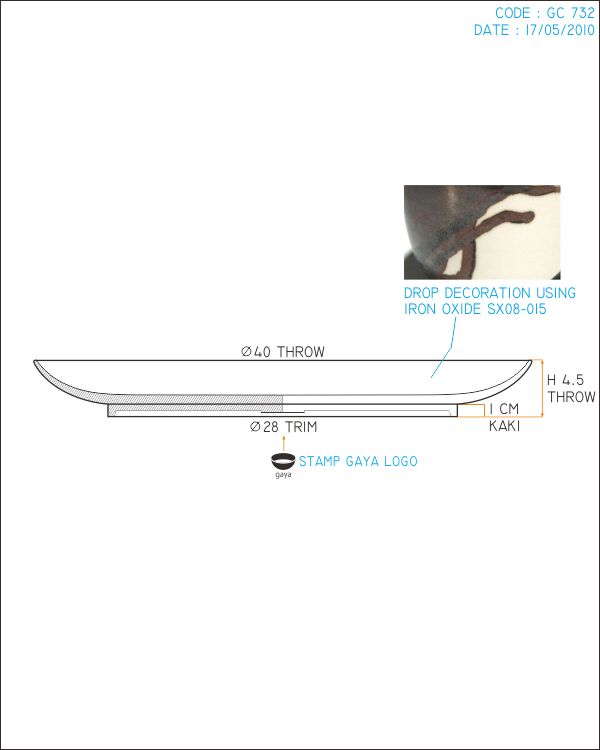 CODE : GC 732
DATE : 17/05/2010
DROP DECORATION USING
IRON OXIDE SX08-015
Ø40 THROW
H 4.5
THROW
1 CM
KAKI
Ø28 TRIM
STAMP GAYA LOGO
gaya